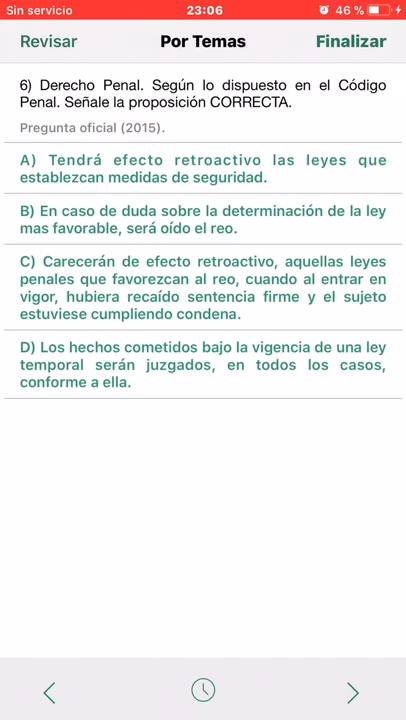 Sin servicio 23:06 46 %
Revisar Por Temas Finalizar
6) Derecho Penal. Según lo dispuesto en el Código
Penal. Señale la proposición CORRECTA.
Pregunta oficial (2015).
A) Tendrá efecto retroactivo las leyes que
establezcan medidas de seguridad.
B) En caso de duda sobre la determinación de la ley
mas favorable, será oído el reo.
C) Carecerán de efecto retroactivo, aquellas leyes
penales que favorezcan al reo, cuando al entrar en
vigor, hubiera recaído sentencia firme y el sujeto
estuviese cumpliendo condena.
D) Los hechos cometidos bajo la vigencia de una ley
temporal serán juzgados, en todos los casos,
conforme a ella.